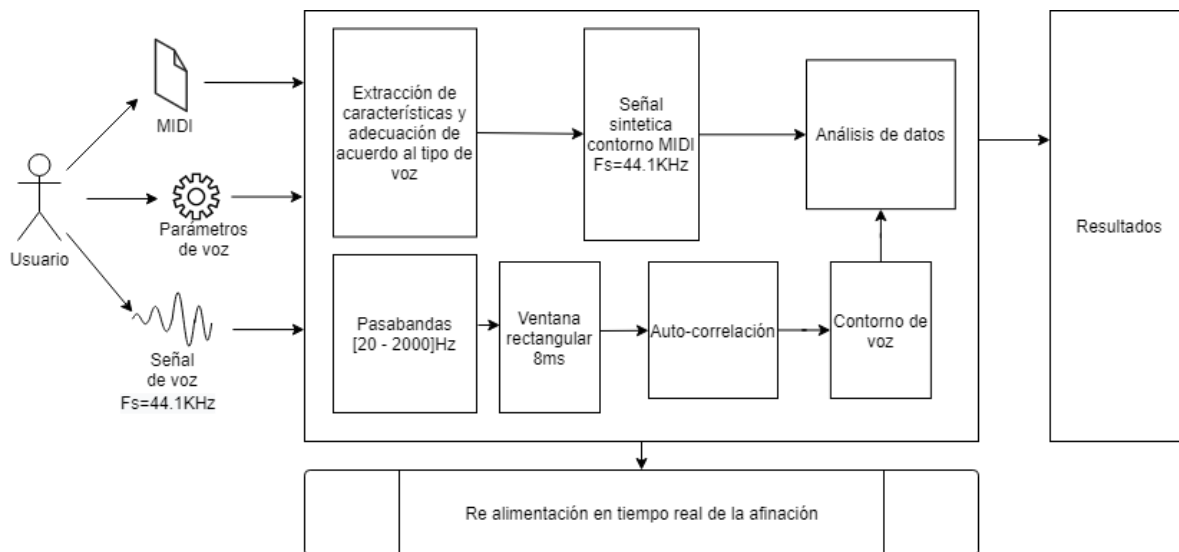 MIDI
Usuario
Parámetros
de voz
Señal
de voz
Fs=44.1KHz
Extracción de
características y
adecuación de
acuerdo al tipo de
voz
Señal
sintetica
contorno MIDI
Fs=44.1KHz
Análisis de datos
Pasabandas
[20 - 2000]Hz
Ventana
rectangular
8ms
Auto-correlación
Contorno de
voz
Resultados
Re alimentación en tiempo real de la afinación